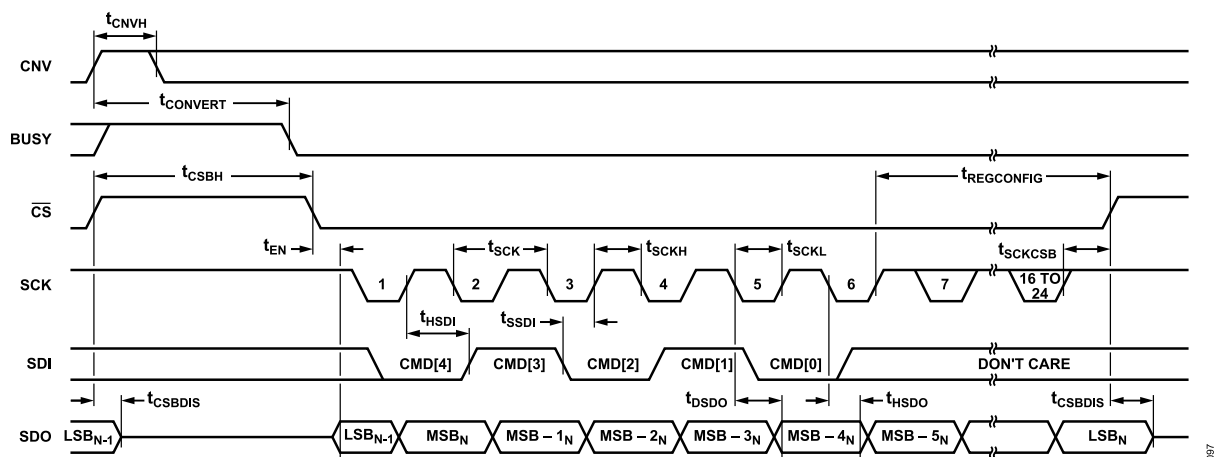 tCNVH
CNV
tCONVERT
BUSY
tCSBH
tREGCONFIG
CS
tEN
tSCK
tSCKH
tSCKL
tSCKCSB
SCK
1 2 3 4 5 6 7 16 TO 24
tHSDI
tSSDI
SDI
CMD[4] CMD[3] CMD[2] CMD[1] CMD[0] DON'T CARE
tCSBDIS
tDSDO
tHSDO
tCSBDIS
SDO
LSBN-1 LSBN-1 MSBN MSB – 1N MSB – 2N MSB – 3N MSB – 4N MSB – 5N LSBN
097